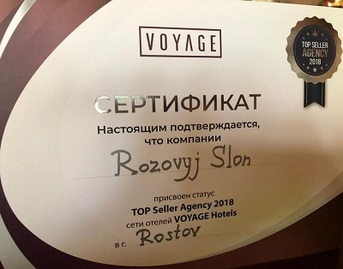 VOYAGE
TOP SELLER
AGENCY
2018
СЕРТИФИКАТ
Настоящим подтверждается,
что компании
Rozovyj Slon
присвоен статус
TOP Seller Agency 2018
сети отелей VOYAGE Hotels
в г. Rostov